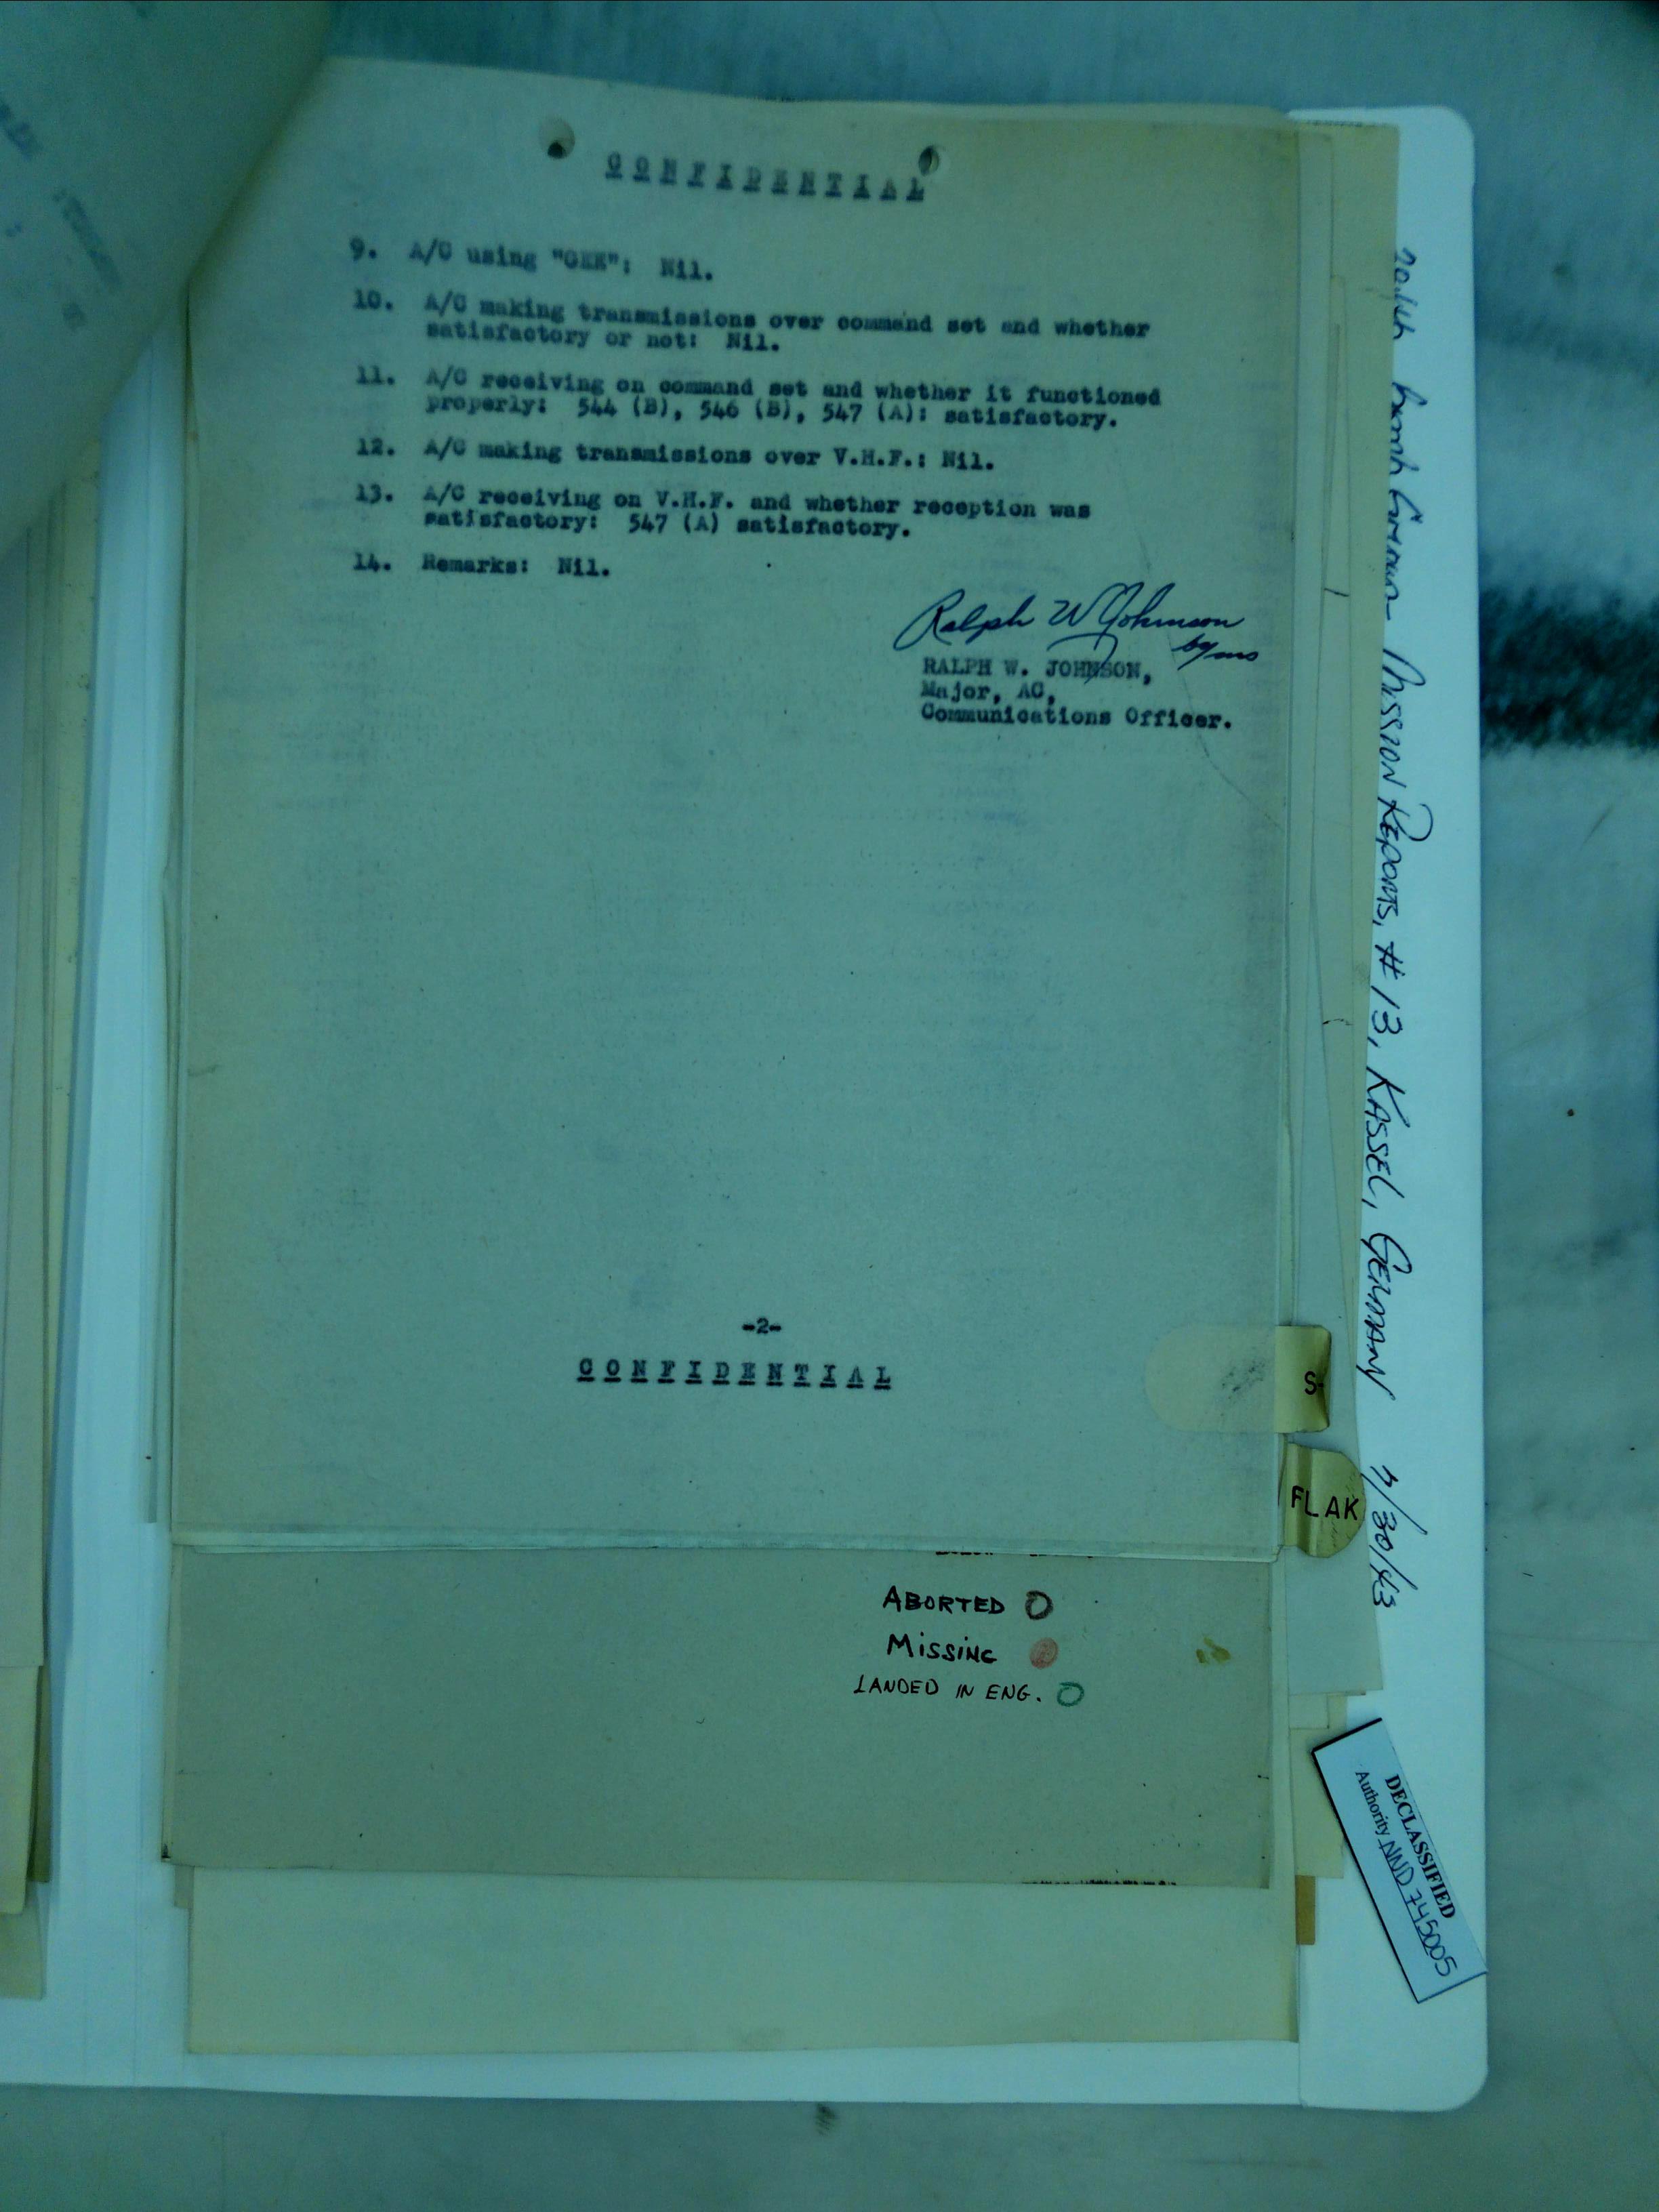 CONFIDENTIAL
9. A/C using "GEE": Nil.
10. A/C making transmissions over command set and whether
satisfactory or not: Nil.
11. A/C receiving on command set and whether it functioned
properly: 544 (B), 546 (B), 547 (A): satisfactory.
12. A/C making transmissions over V.H.F.: Nil.
13. A/C receiving on V.H.F. and whether reception was
satisfactory: 547 (A) satisfactory.
14. Remarks: Nil.
Ralph W Johnson
RALPH W. JOHNSON,
Major, AC,
Communications Officer.
-2-
CONFIDENTIAL
S-
FLAK
ABORTED
MISSING
LANDED IN ENG.
Bomb Group Mission Reports, #13, KASSEL, GERMANY 7/30/43
DECLASSIFIED
Authority NND 745005